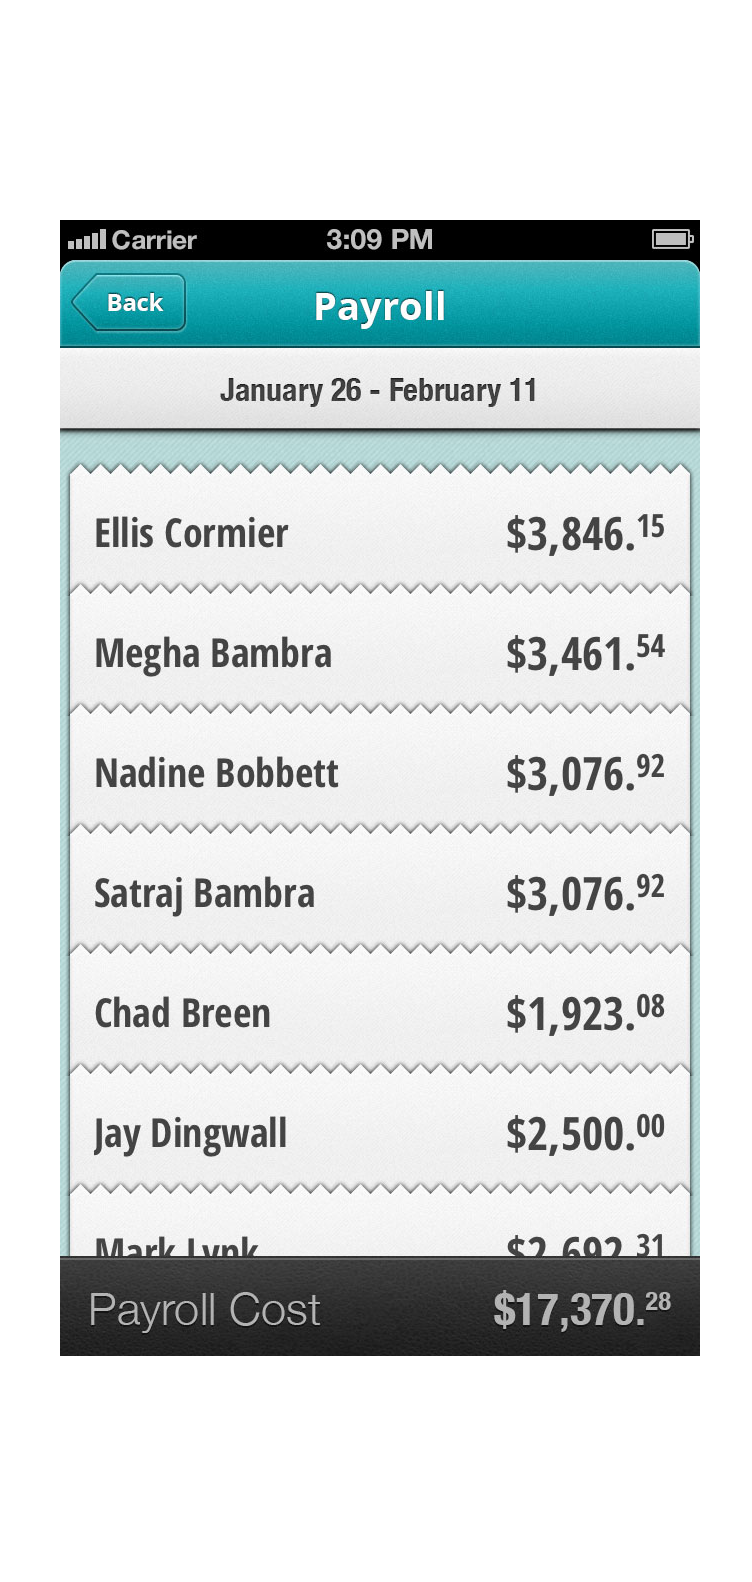 Carrier 3:09 PM
Back Payroll
January 26 - February 11
Ellis Cormier $3,846.15
Megha Bambra $3,461.54
Nadine Bobbett $3,076.92
Satraj Bambra $3,076.92
Chad Breen $1,923.08
Jay Dingwall $2,500.00
Mark Lynk $2,692.31
Payroll Cost $17,370.28